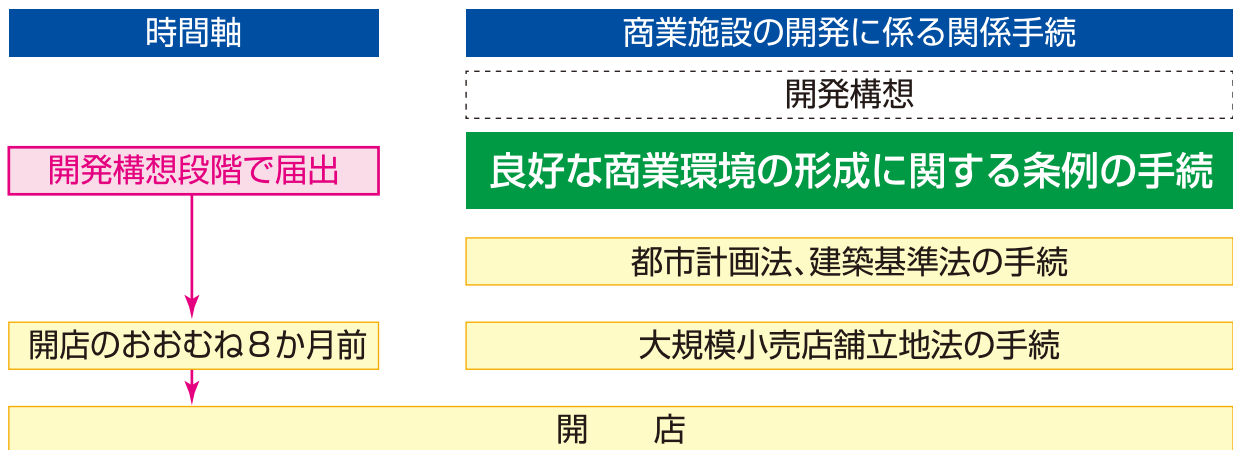 時間軸
商業施設の開発に係る関係手続
開発構想
開発構想段階で届出
良好な商業環境の形成に関する条例の手続
都市計画法、建築基準法の手続
開店のおおむね８か月前
大規模小売店舗立地法の手続
開　　店